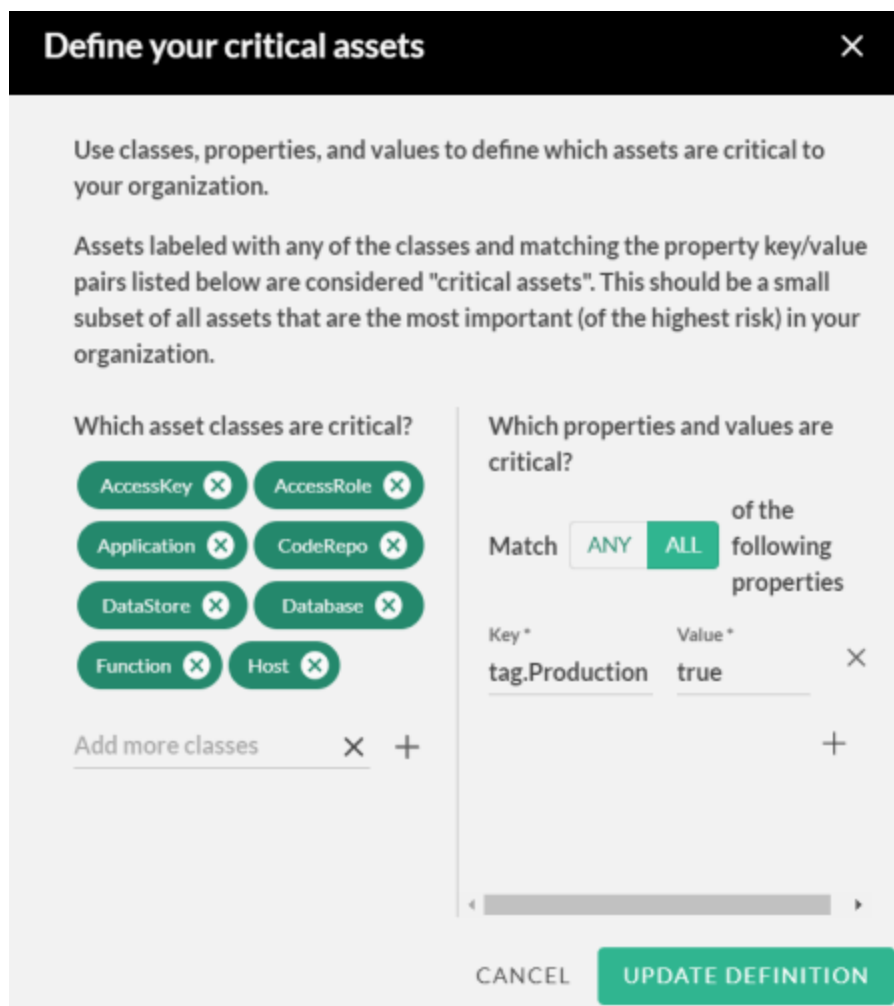 Define your critical assets
Use classes, properties, and values to define which assets are critical to
your organization.
Assets labeled with any of the classes and matching the property key/value
pairs listed below are considered "critical assets". This should be a small
subset of all assets that are the most important (of the highest risk) in your
organization.
Which asset classes are critical?
AccessKey
AccessRole
Application
CodeRepo
DataStore
Database
Function
Host
Add more classes
Which properties and values are
critical?
Match
ANY
ALL
of the
following
properties
Key *
Value *
tag.Production
true
CANCEL
UPDATE DEFINITION